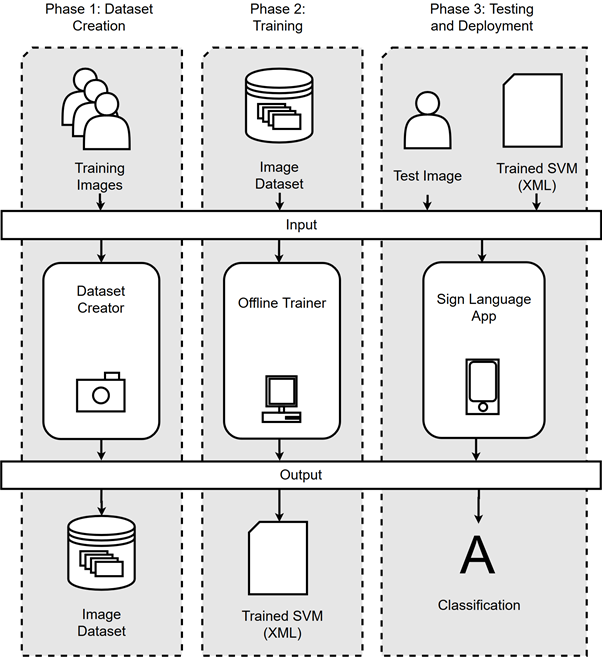 Phase 1: Dataset
Creation
Phase 2:
Training
Phase 3: Testing
and Deployment
Training
Images
Image
Dataset
Test Image
Trained SVM
(XML)
Input
Dataset
Creator
Offline Trainer
Sign Language
App
Output
Image
Dataset
Trained SVM
(XML)
A
Classification